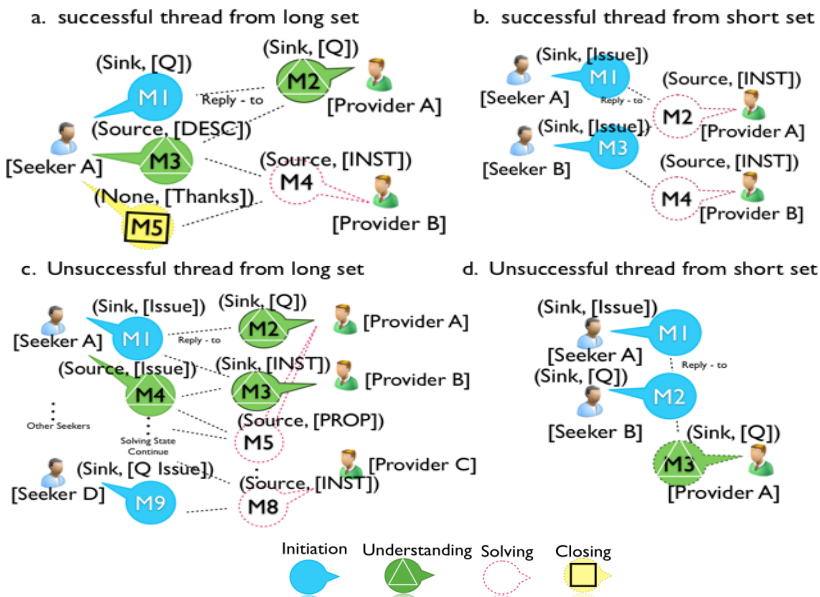 a. successful thread from long set
(Sink, [Q])
(Sink, [Q])
M1
M2
Reply - to
[Provider A]
(Source, [DESC])
M3
[Seeker A]
(Source, [INST])
M4
(None, [Thanks])
M5
[Provider B]
b. successful thread from short set
(Sink, [Issue])
M1
[Seeker A]
Reply - to
(Source, [INST])
M2
[Provider A]
(Sink, [Issue])
M3
[Seeker B]
(Source, [INST])
M4
[Provider B]
c. Unsuccessful thread from long set
(Sink, [Issue])
M1
[Seeker A]
Reply - to
(Sink, [Q])
M2
[Provider A]
(Source, [Issue])
M4
(Sink, [INST])
M3
[Provider B]
Other Seekers
Solving State
Continue
(Source, [PROP])
M5
(Sink, [Q Issue])
[Seeker D]
M9
[Provider C]
(Source, [INST])
M8
d. Unsuccessful thread from short set
(Sink, [Issue])
M1
[Seeker A]
Reply - to
(Sink, [Q])
M2
[Seeker B]
(Sink, [Q])
M3
[Provider A]
Initiation
Understanding
Solving
Closing